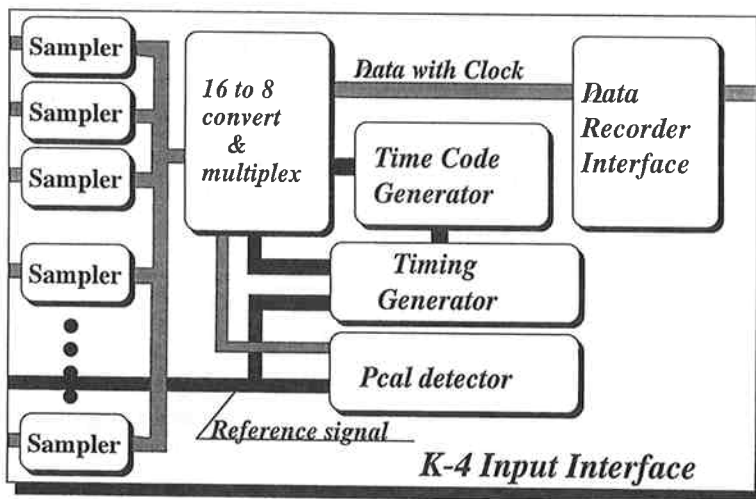 Sampler
Sampler
Sampler
Sampler
Sampler
16 to 8
convert
&
multiplex
Data with Clock
Data
Recorder
Interface
Time Code
Generator
Timing
Generator
Pcal detector
Reference signal
K-4 Input Interface